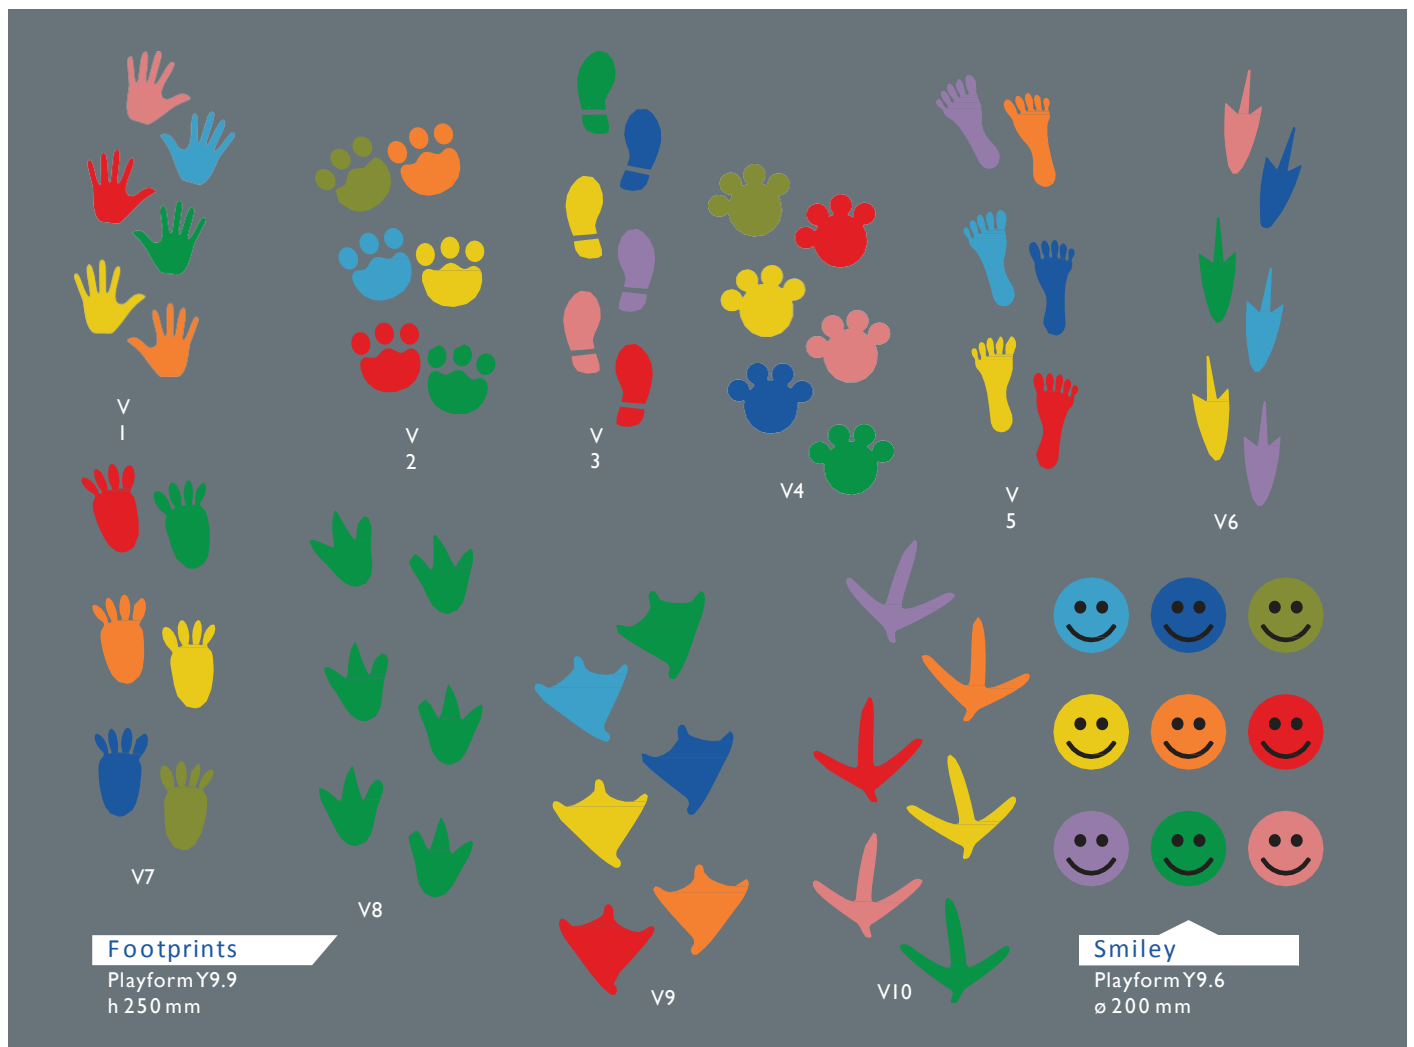 V
1
V
2
V
3
V4
V
5
V6
V7
V8
V9
V10
Footprints
Playform Y9.9
h 250 mm
Smiley
Playform Y9.6
ø 200 mm